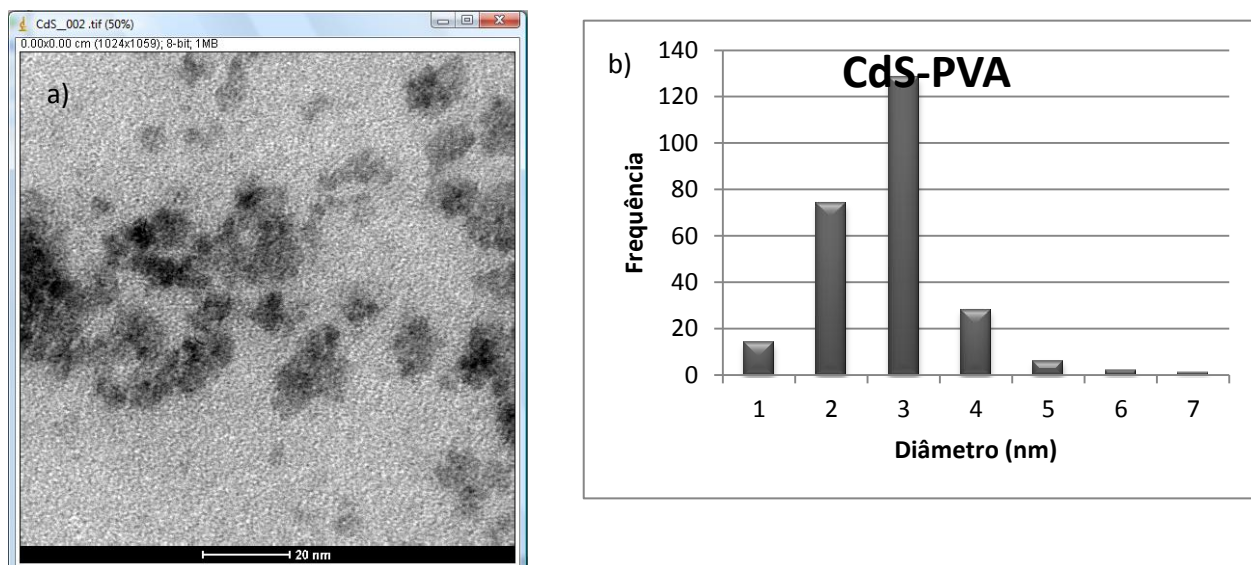 CdS__002 .tif (50%)
0.00x0.00 cm (1024x1059); 8-bit; 1MB
a)
20 nm
b)
CdS-PVA
140
120
100
80
60
40
20
0
Frequência
1 2 3 4 5 6 7
Diâmetro (nm)